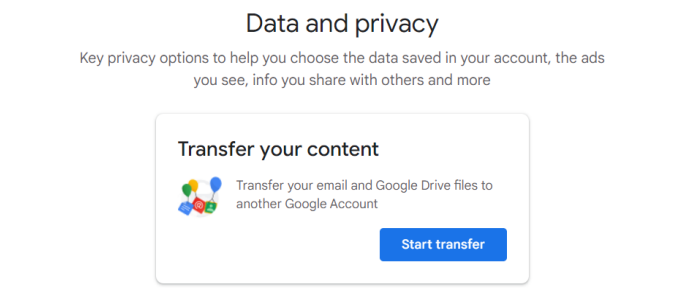 Data and privacy
Key privacy options to help you choose the data saved in your account, the ads
you see, info you share with others and more
Transfer your content
Transfer your email and Google Drive files to
another Google Account
Start transfer